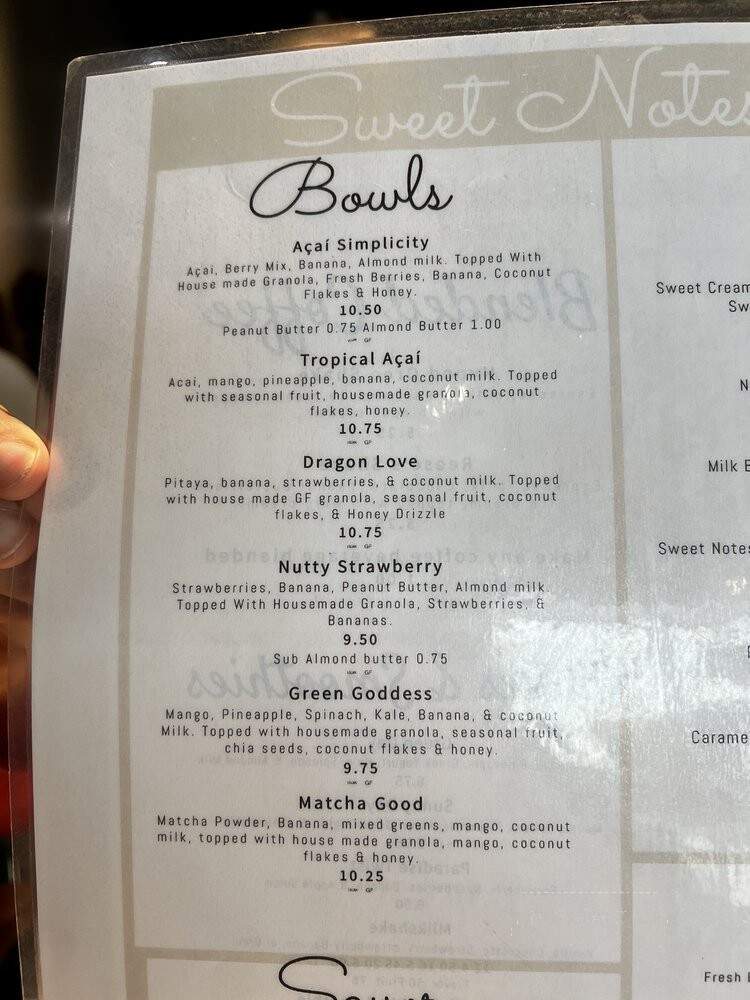 Sweet Notes
Bowls
Açaí Simplicity
Açai, Berry Mix, Banana, Almond milk. Topped With
House made Granola, Fresh Berries, Banana, Coconut
Flakes & Honey.
10.50
Peanut Butter 0.75 Almond Butter 1.00
GF
Tropical Açaí
Acai, mango, pineapple, banana, coconut milk. Topped
with seasonal fruit, housemade granola, coconut
flakes, honey.
10.75
GF
Dragon Love
Pitaya, banana, strawberries, & coconut milk. Topped
with house made GF granola, seasonal fruit, coconut
flakes, & Honey Drizzle
10.75
GF
Nutty Strawberry
Strawberries, Banana, Peanut Butter, Almond milk.
Topped With Housemade Granola, Strawberries, &
Bananas.
9.50
Sub Almond butter 0.75
GF
Green Goddess
Mango, Pineapple, Spinach, Kale, Banana, & coconut
Milk. Topped with housemade granola, seasonal fruit,
chia seeds, coconut flakes & honey.
9.75
GF
Matcha Good
Matcha Powder, Banana, mixed greens, mango, coconut
milk, topped with house made granola, mango, coconut
flakes & honey.
10.25
GF
Sweet Cream
Sw
N
Milk B
Sweet Notes
Carame
Fresh B